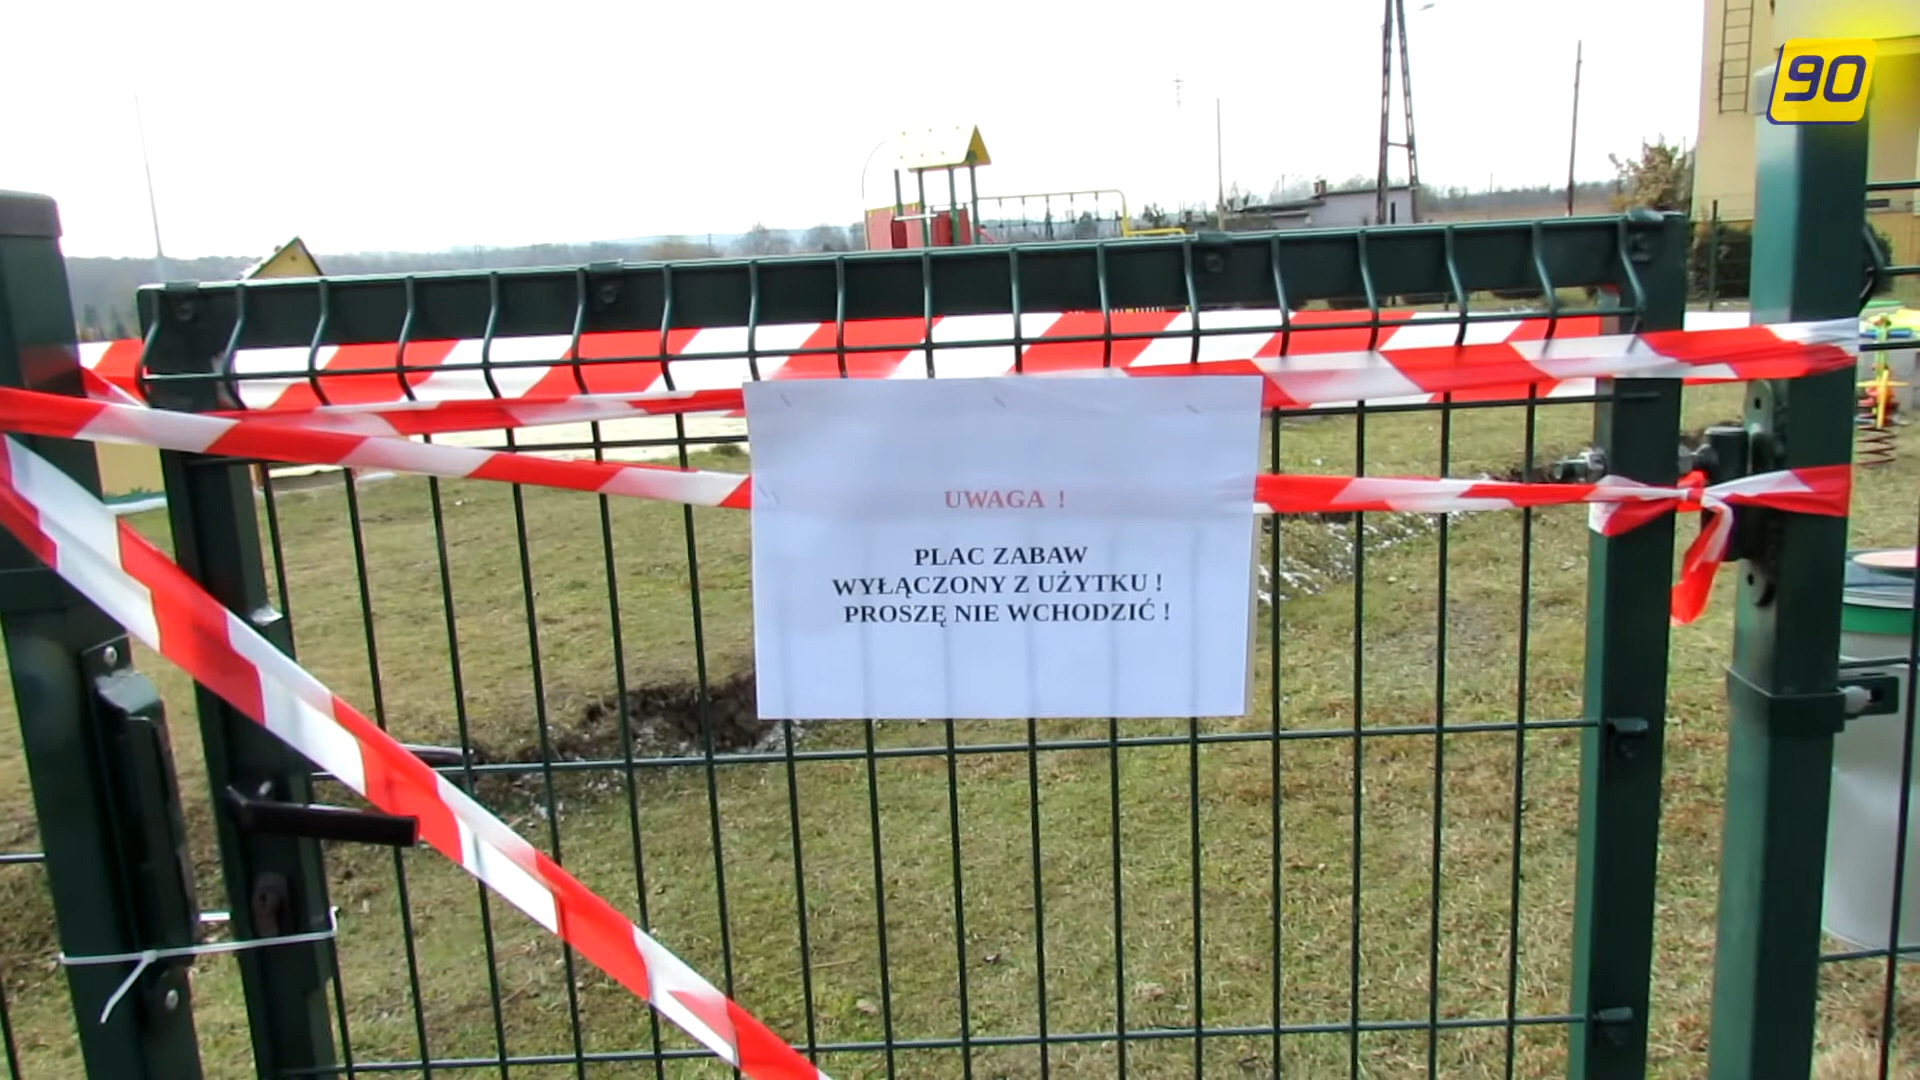 90
UWAGA !
PLAC ZABAW
WYŁĄCZONY Z UŻYTKU !
PROSZĘ NIE WCHODZIĆ !